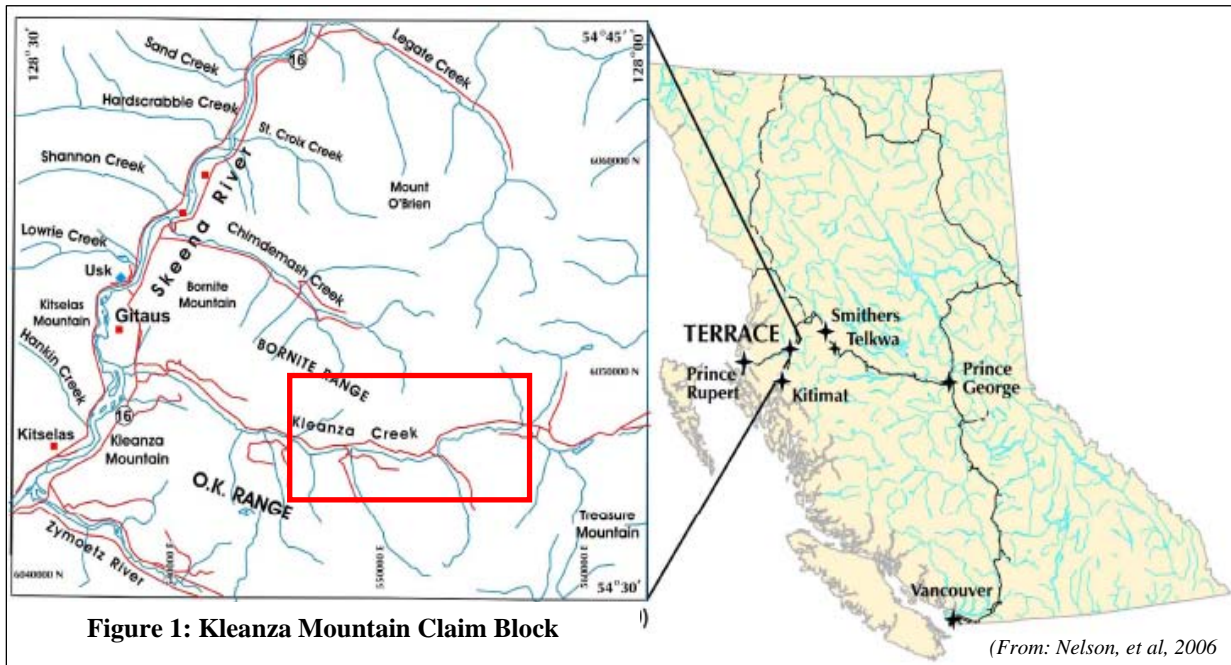 128° 30'
54° 45'
128° 00'
16
Sand Creek
Legate Creek
Hardscrabble Creek
St. Croix Creek
6060000 N
Shannon Creek
Mount
O'Brien
Skeena River
Lowrie Creek
Chimdemash Creek
Usk
Bornite
Mountain
Kitselas
Mountain
Gitaus
Hankin Creek
BORNITE RANGE
6050000 N
16
Kleanza Creek
Kitselas
Kleanza
Mountain
O.K. RANGE
Treasure
Mountain
Zymoetz River
6040000 N
54° 30'
Figure 1: Kleanza Mountain Claim Block
Smithers
TERRACE
Telkwa
Prince
Rupert
Prince
George
Kitimat
Vancouver
)
(From: Nelson, et al, 2006